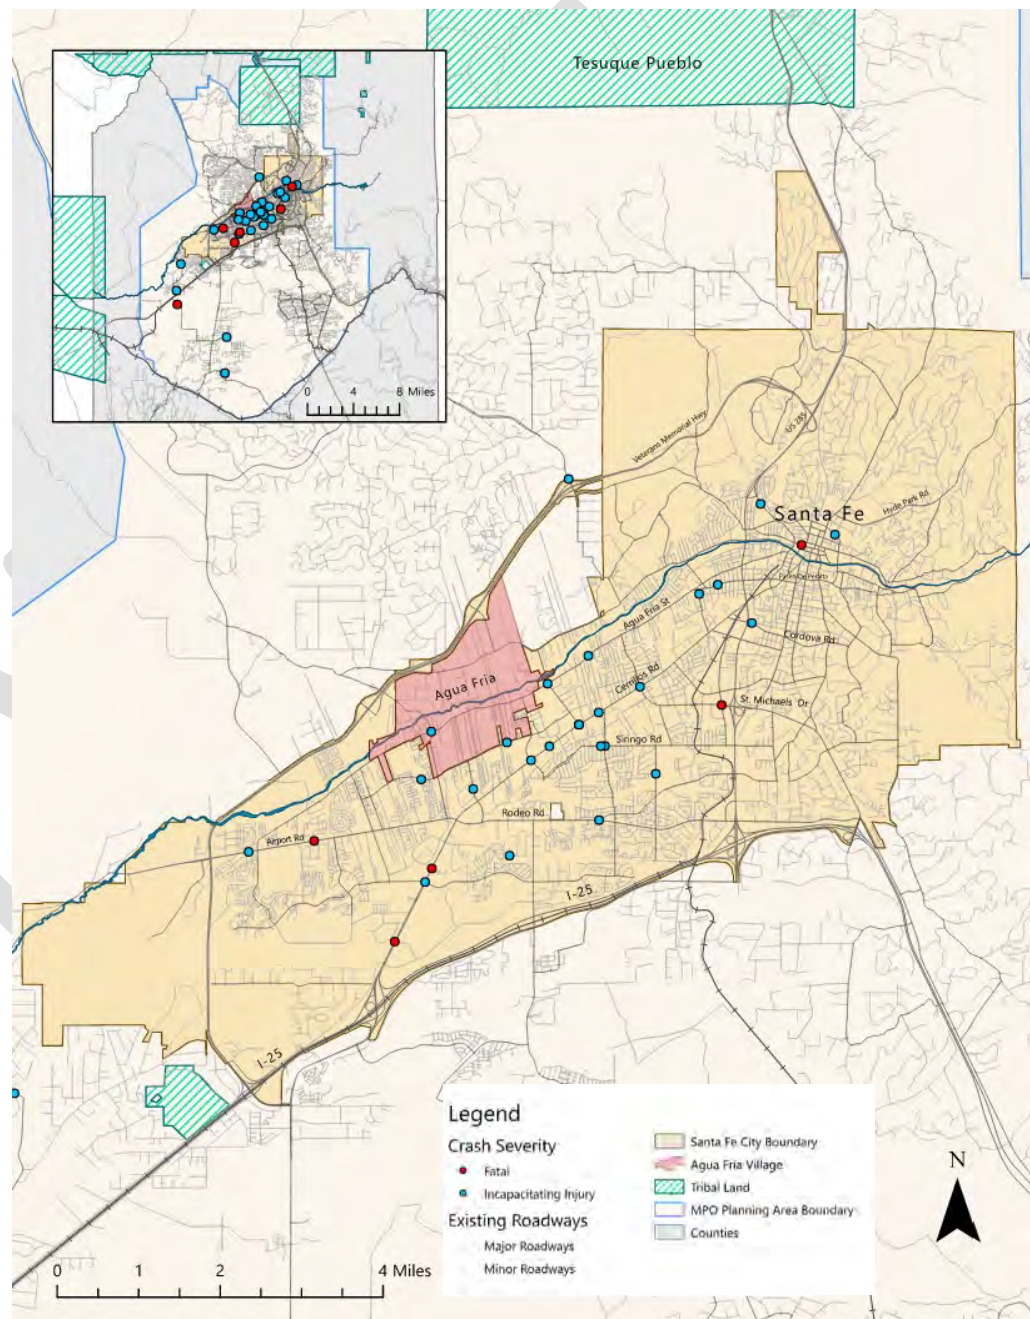 Tesuque Pueblo
0 4 8 Miles
Veterans Memorial Hwy
US 285
Hyde Park Rd
Santa Fe
Agua Fria St
Cordova Rd
Agua Fria
Cerrillos Rd
St. Michaels Dr
Siringo Rd
Rodeo Rd
Airport Rd
I-25
I-25
Legend
Crash Severity
Fatal
Incapacitating Injury
Existing Roadways
Major Roadways
Minor Roadways
Santa Fe City Boundary
Agua Fria Village
Tribal Land
MPO Planning Area Boundary
Counties
N
0 1 2 4 Miles